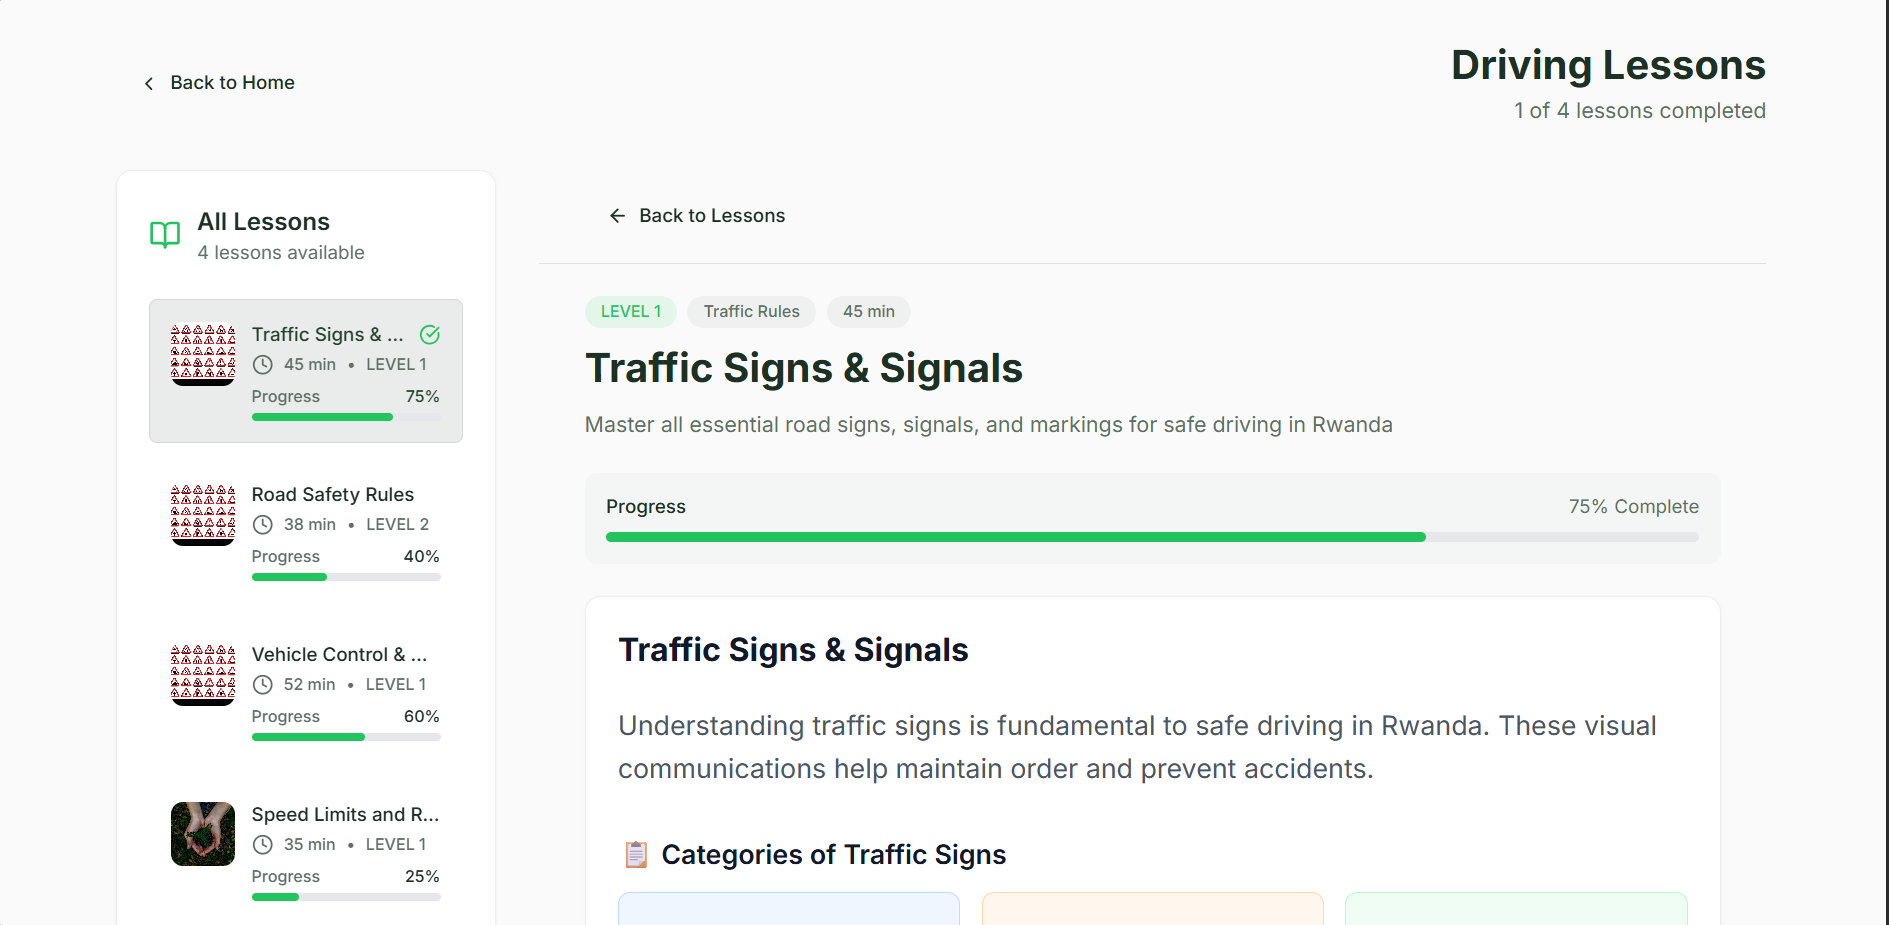 Back to Home
Driving Lessons
1 of 4 lessons completed
All Lessons
4 lessons available
Traffic Signs & ...
45 min • LEVEL 1
Progress 75%
Road Safety Rules
38 min • LEVEL 2
Progress 40%
Vehicle Control & ...
52 min • LEVEL 1
Progress 60%
Speed Limits and R...
35 min • LEVEL 1
Progress 25%
Back to Lessons
LEVEL 1 Traffic Rules 45 min
Traffic Signs & Signals
Master all essential road signs, signals, and markings for safe driving in Rwanda
Progress 75% Complete
Traffic Signs & Signals
Understanding traffic signs is fundamental to safe driving in Rwanda. These visual
communications help maintain order and prevent accidents.
📋 Categories of Traffic Signs